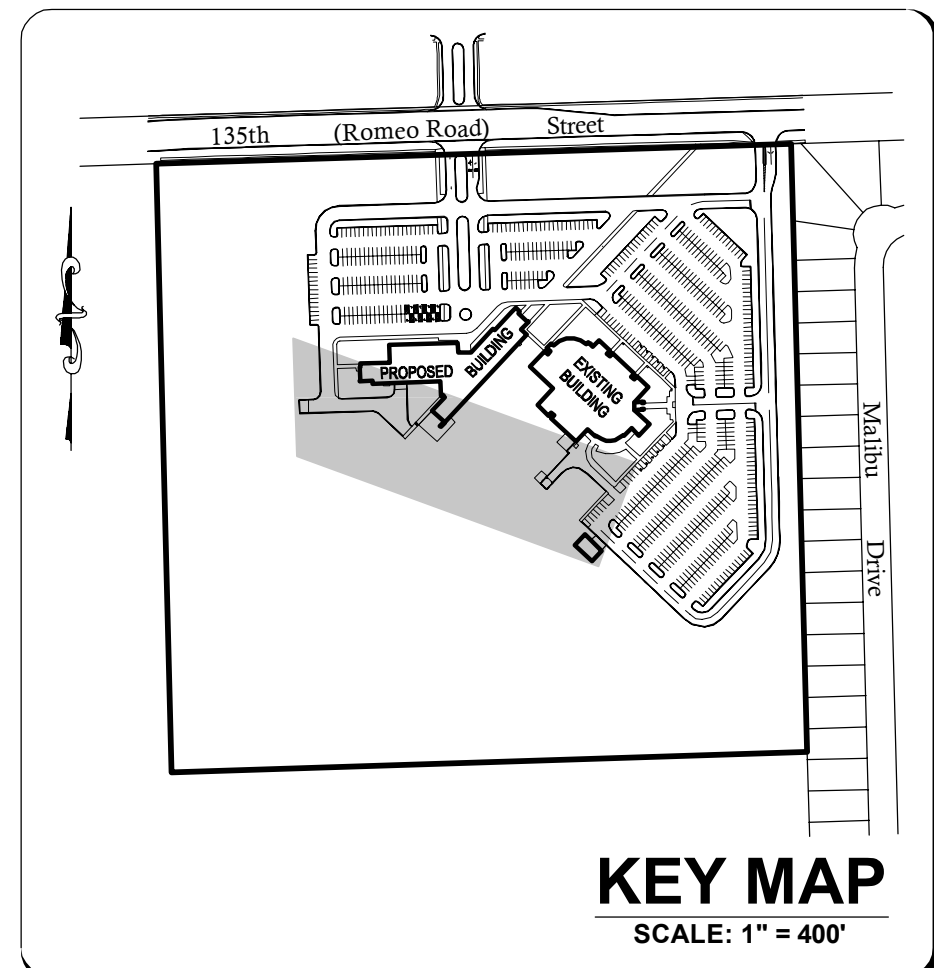 135th (Romeo Road) Street
PROPOSED BUILDING
EXISTING
BUILDING
Malibu Drive
KEY MAP
SCALE: 1" = 400'